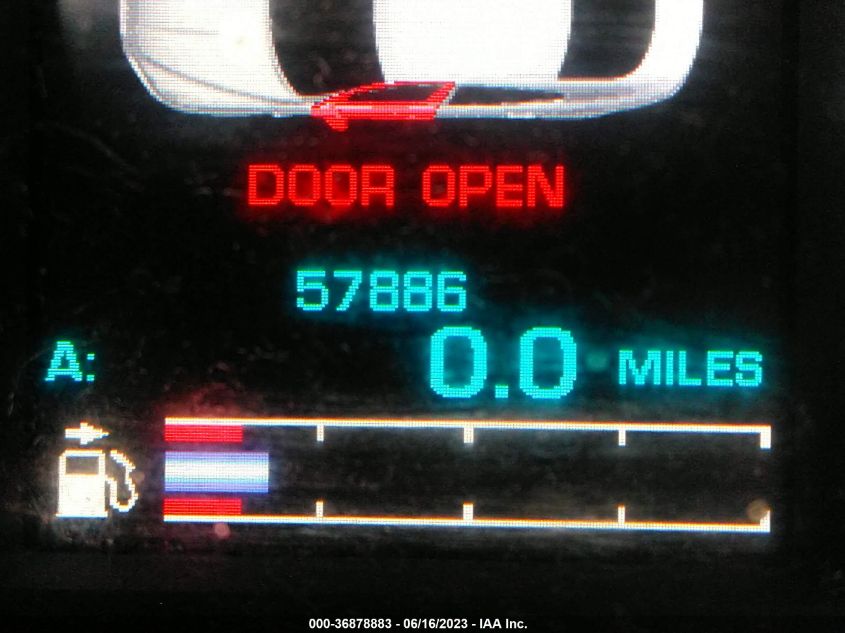 DOOR OPEN
57886
A: 0.0 MILES
000-36878883 - 06/16/2023 - IAA Inc.